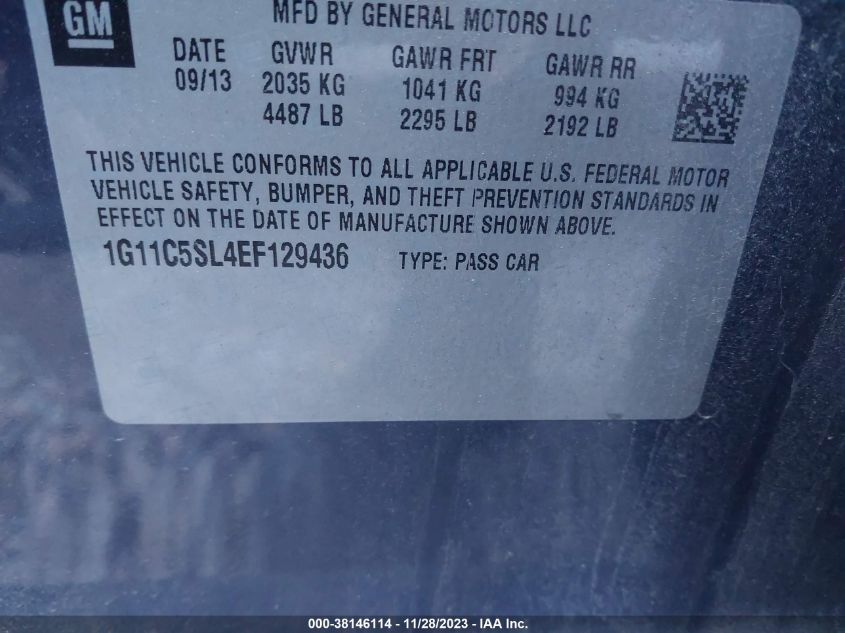 GM
MFD BY GENERAL MOTORS LLC
DATE GVWR GAWR FRT GAWR RR
09/13 2035 KG 1041 KG 994 KG
4487 LB 2295 LB 2192 LB
THIS VEHICLE CONFORMS TO ALL APPLICABLE U.S. FEDERAL MOTOR
VEHICLE SAFETY, BUMPER, AND THEFT PREVENTION STANDARDS IN
EFFECT ON THE DATE OF MANUFACTURE SHOWN ABOVE.
1G11C5SL4EF129436 TYPE: PASS CAR
000-38146114 - 11/28/2023 - IAA Inc.